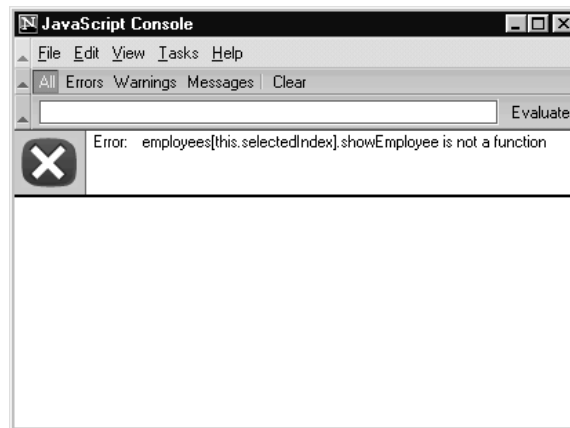 N JavaScript Console
File Edit View Tasks Help
All Errors Warnings Messages Clear
Evaluate
Error: employees[this.selectedIndex].showEmployee is not a function